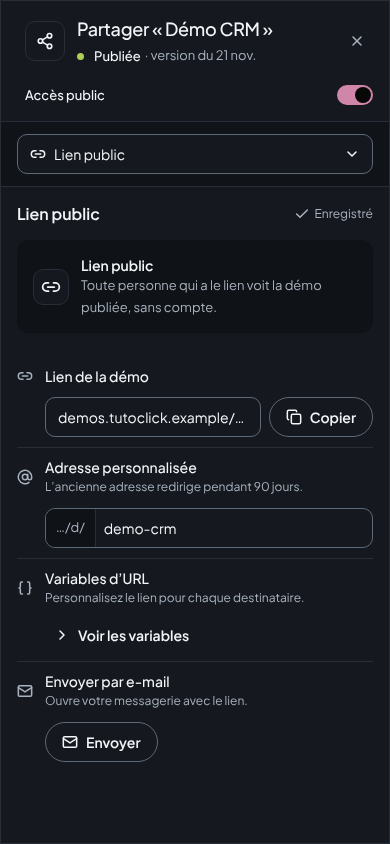 Partager « Démo CRM »
Publiée · version du 21 nov.
Accès public
Lien public
Lien public
Enregistré
Lien public
Toute personne qui a le lien voit la démo
publiée, sans compte.
Lien de la démo
demos.tutoclick.example/…
Copier
Adresse personnalisée
L’ancienne adresse redirige pendant 90 jours.
…/d/
demo-crm
Variables d’URL
Personnalisez le lien pour chaque destinataire.
Voir les variables
Envoyer par e-mail
Ouvre votre messagerie avec le lien.
Envoyer